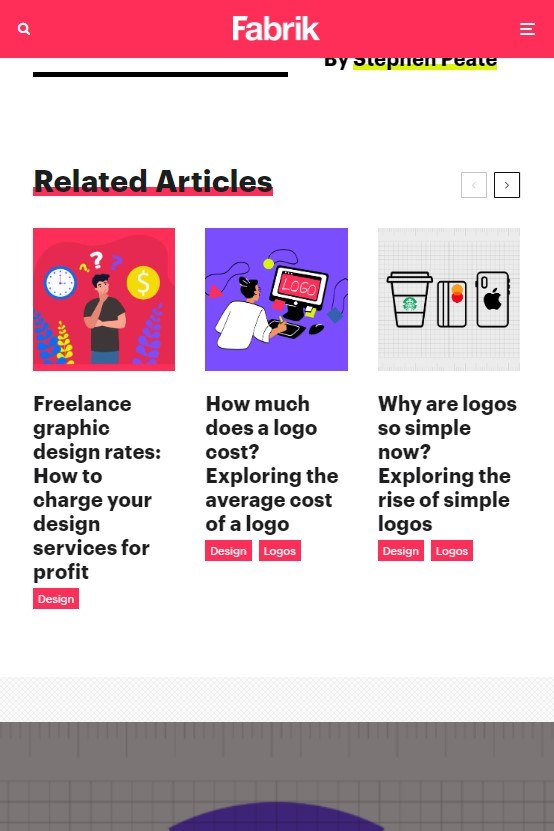 Fabrik
By Stephen Peate
Related Articles
? ? ?
$
LOGO
Freelance
graphic
design rates:
How to
charge your
design
services for
profit
Design
How much
does a logo
cost?
Exploring the
average cost
of a logo
Design Logos
Why are logos
so simple
now?
Exploring the
rise of simple
logos
Design Logos